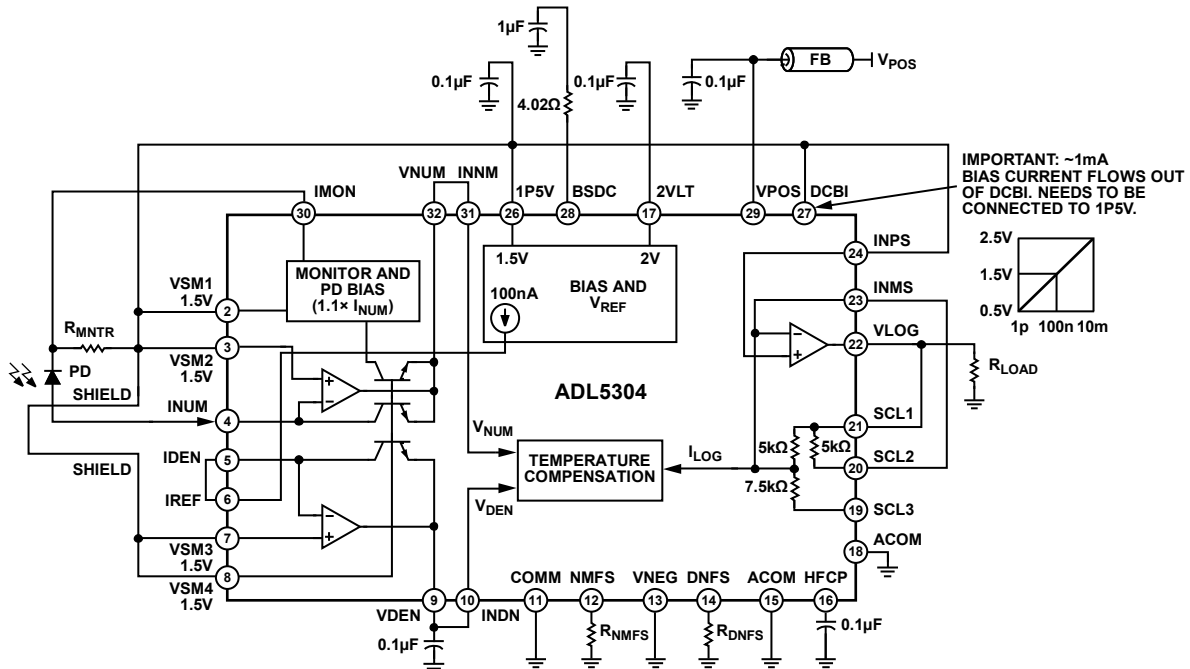 1µF
0.1µF
4.02Ω
0.1µF
0.1µF
FB
VPOS
IMON
VNUM
INNM
1P5V
BSDC
2VLT
VPOS
DCBI
IMPORTANT: ~1mA
BIAS CURRENT FLOWS OUT
OF DCBI. NEEDS TO BE
CONNECTED TO 1P5V.
30
32
31
26
28
17
29
27
24
INPS
2.5V
1.5V
0.5V
1p 100n 10m
MONITOR AND
PD BIAS
(1.1× INUM)
1.5V
2V
100nA
BIAS AND
VREF
VSM1
1.5V
2
RMNTR
3
VSM2
1.5V
PD
SHIELD
INUM
4
23
INMS
22
VLOG
RLOAD
– +
+ –
ADL5304
VNUM
IDEN
5
SHIELD
IREF
6
TEMPERATURE
COMPENSATION
ILOG
VDEN
5kΩ
5kΩ
7.5kΩ
21
SCL1
20
SCL2
19
SCL3
– +
7
VSM3
1.5V
8
VSM4
1.5V
18
ACOM
COMM
NMFS
VNEG
DNFS
ACOM
HFCP
9
10
11
12
13
14
15
16
VDEN
INDN
0.1µF
RNMFS
RDNFS
0.1µF